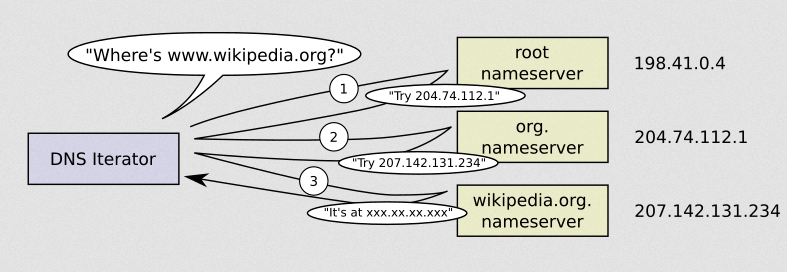 "Where's www.wikipedia.org?"
root
nameserver
198.41.0.4
1
"Try 204.74.112.1"
org.
nameserver
204.74.112.1
2
DNS Iterator
"Try 207.142.131.234"
3
wikipedia.org.
nameserver
207.142.131.234
"It's at xxx.xx.xx.xxx"